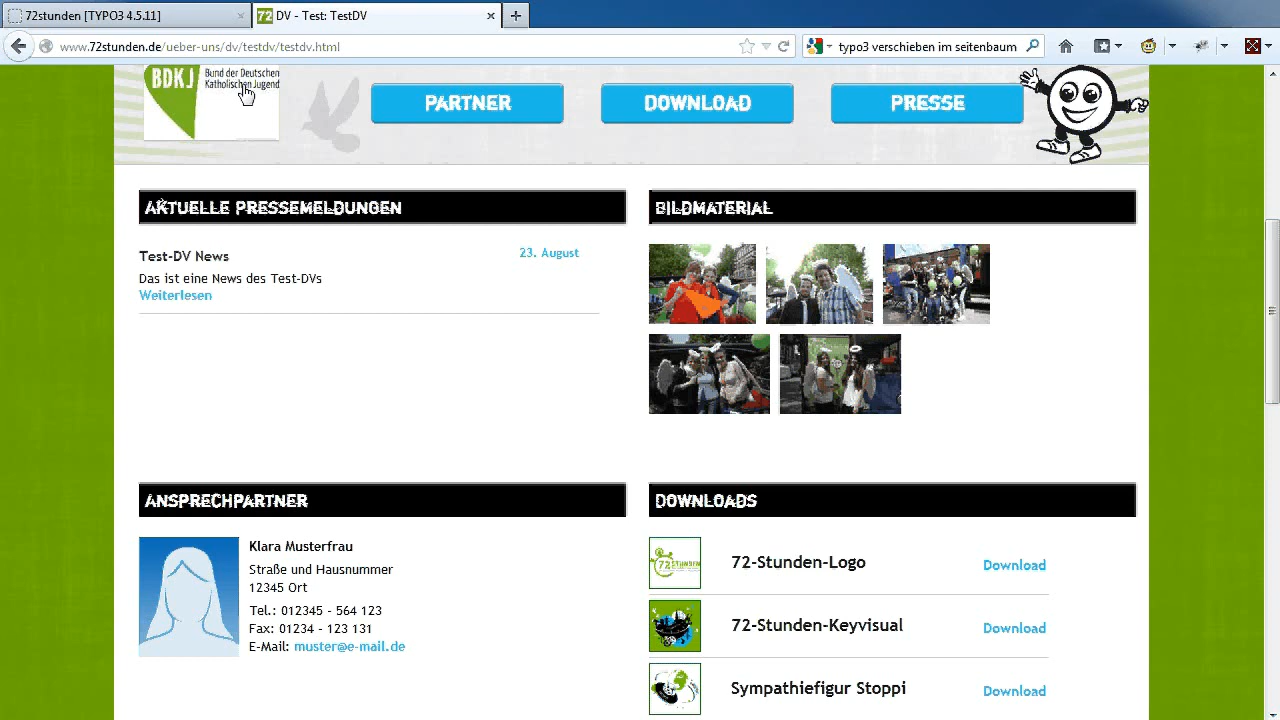 72stunden [TYPO3 4.5.11]
72 DV - Test: TestDV
www.72stunden.de/ueber-uns/dv/testdv/testdv.html
typo3 verschieben im seitenbaum
BDKJ
Bund der Deutschen
Katholischen Jugend
PARTNER
DOWNLOAD
PRESSE
AKTUELLE PRESSEMELDUNGEN
Test-DV News
23. August
Das ist eine News des Test-DVs
Weiterlesen
BILDMATERIAL
ANSPRECHPARTNER
Klara Musterfrau
Straße und Hausnummer
12345 Ort
Tel.: 012345 - 564 123
Fax: 01234 - 123 131
E-Mail: muster@e-mail.de
DOWNLOADS
72 STUNDEN
72-Stunden-Logo
Download
72-Stunden-Keyvisual
Download
Sympathiefigur Stoppi
Download